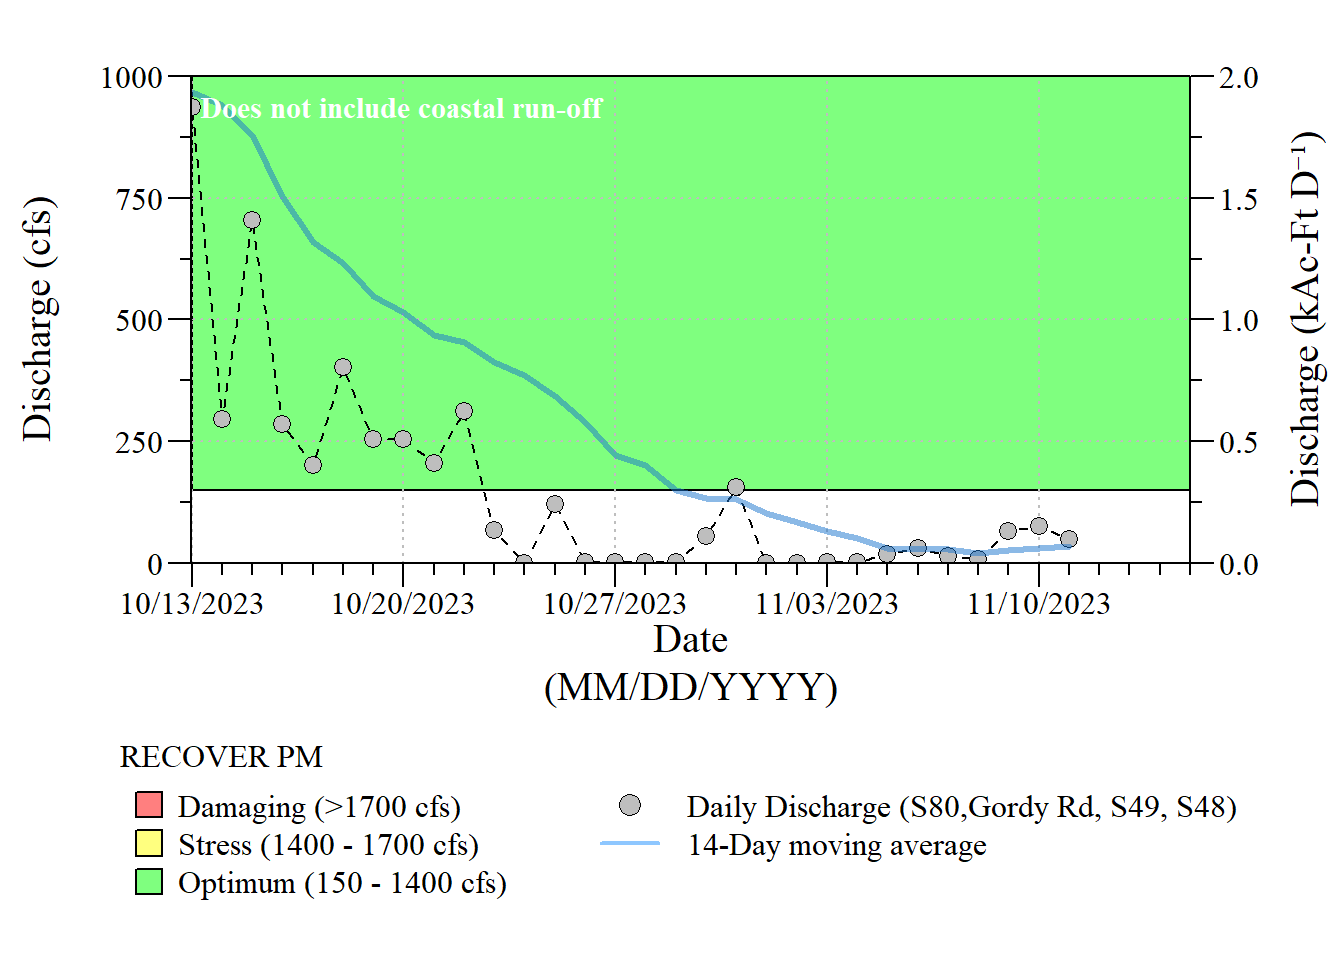 Does not include coastal run-off
1000
750
500
250
0
Discharge (cfs)
2.0
1.5
1.0
0.5
0.0
Discharge (kAc-Ft D⁻¹)
10/13/2023 10/20/2023 10/27/2023 11/03/2023 11/10/2023
Date
(MM/DD/YYYY)
RECOVER PM
Damaging (>1700 cfs)
Stress (1400 - 1700 cfs)
Optimum (150 - 1400 cfs)
Daily Discharge (S80,Gordy Rd, S49, S48)
14-Day moving average